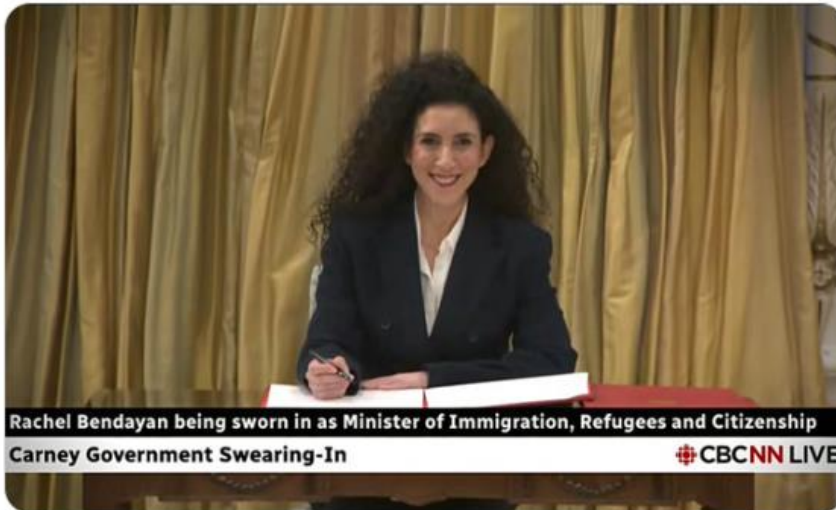 Rachel Bendayan being sworn in as Minister of Immigration, Refugees and Citizenship
Carney Government Swearing-In
CBCNN LIVE